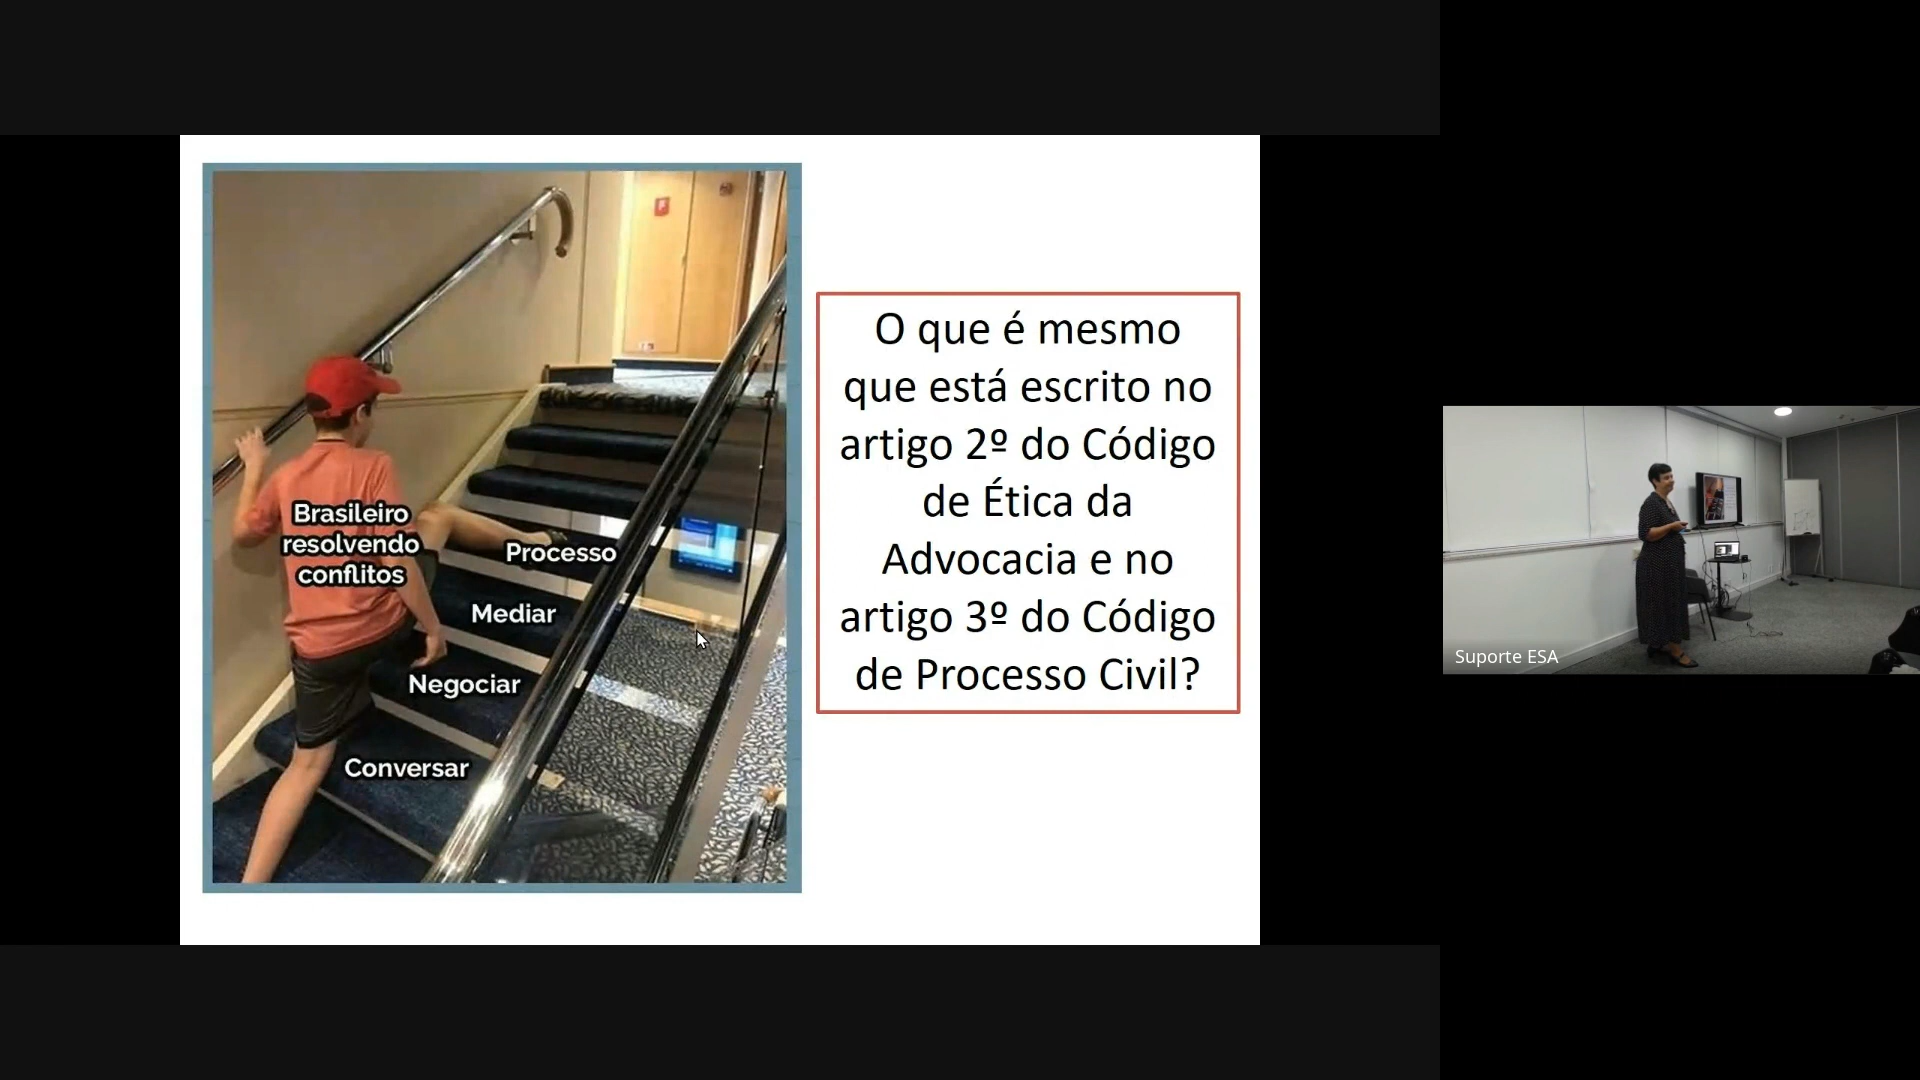 Brasileiro
resolvendo
conflitos
Processo
Mediar
Negociar
Conversar
O que é mesmo
que está escrito no
artigo 2º do Código
de Ética da
Advocacia e no
artigo 3º do Código
de Processo Civil?
Suporte ESA